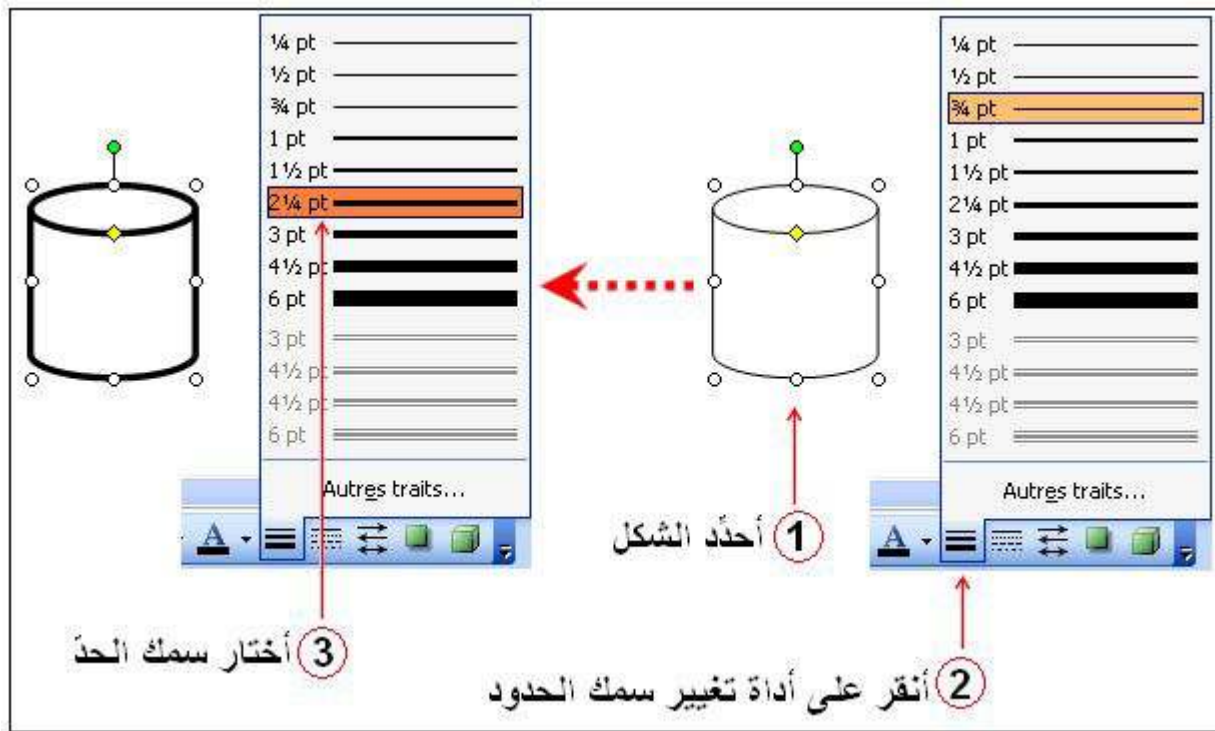 ¼ pt
½ pt
¾ pt
1 pt
1½ pt
2¼ pt
3 pt
4½ pt
6 pt
3 pt
4½ pt
4½ pt
6 pt
Autres traits...
A
¼ pt
½ pt
¾ pt
1 pt
1½ pt
2¼ pt
3 pt
4½ pt
6 pt
3 pt
4½ pt
4½ pt
6 pt
Autres traits...
A
1 أحدّد الشكل
2 أنقر على أداة تغيير سمك الحدود
3 أختار سمك الحدّ